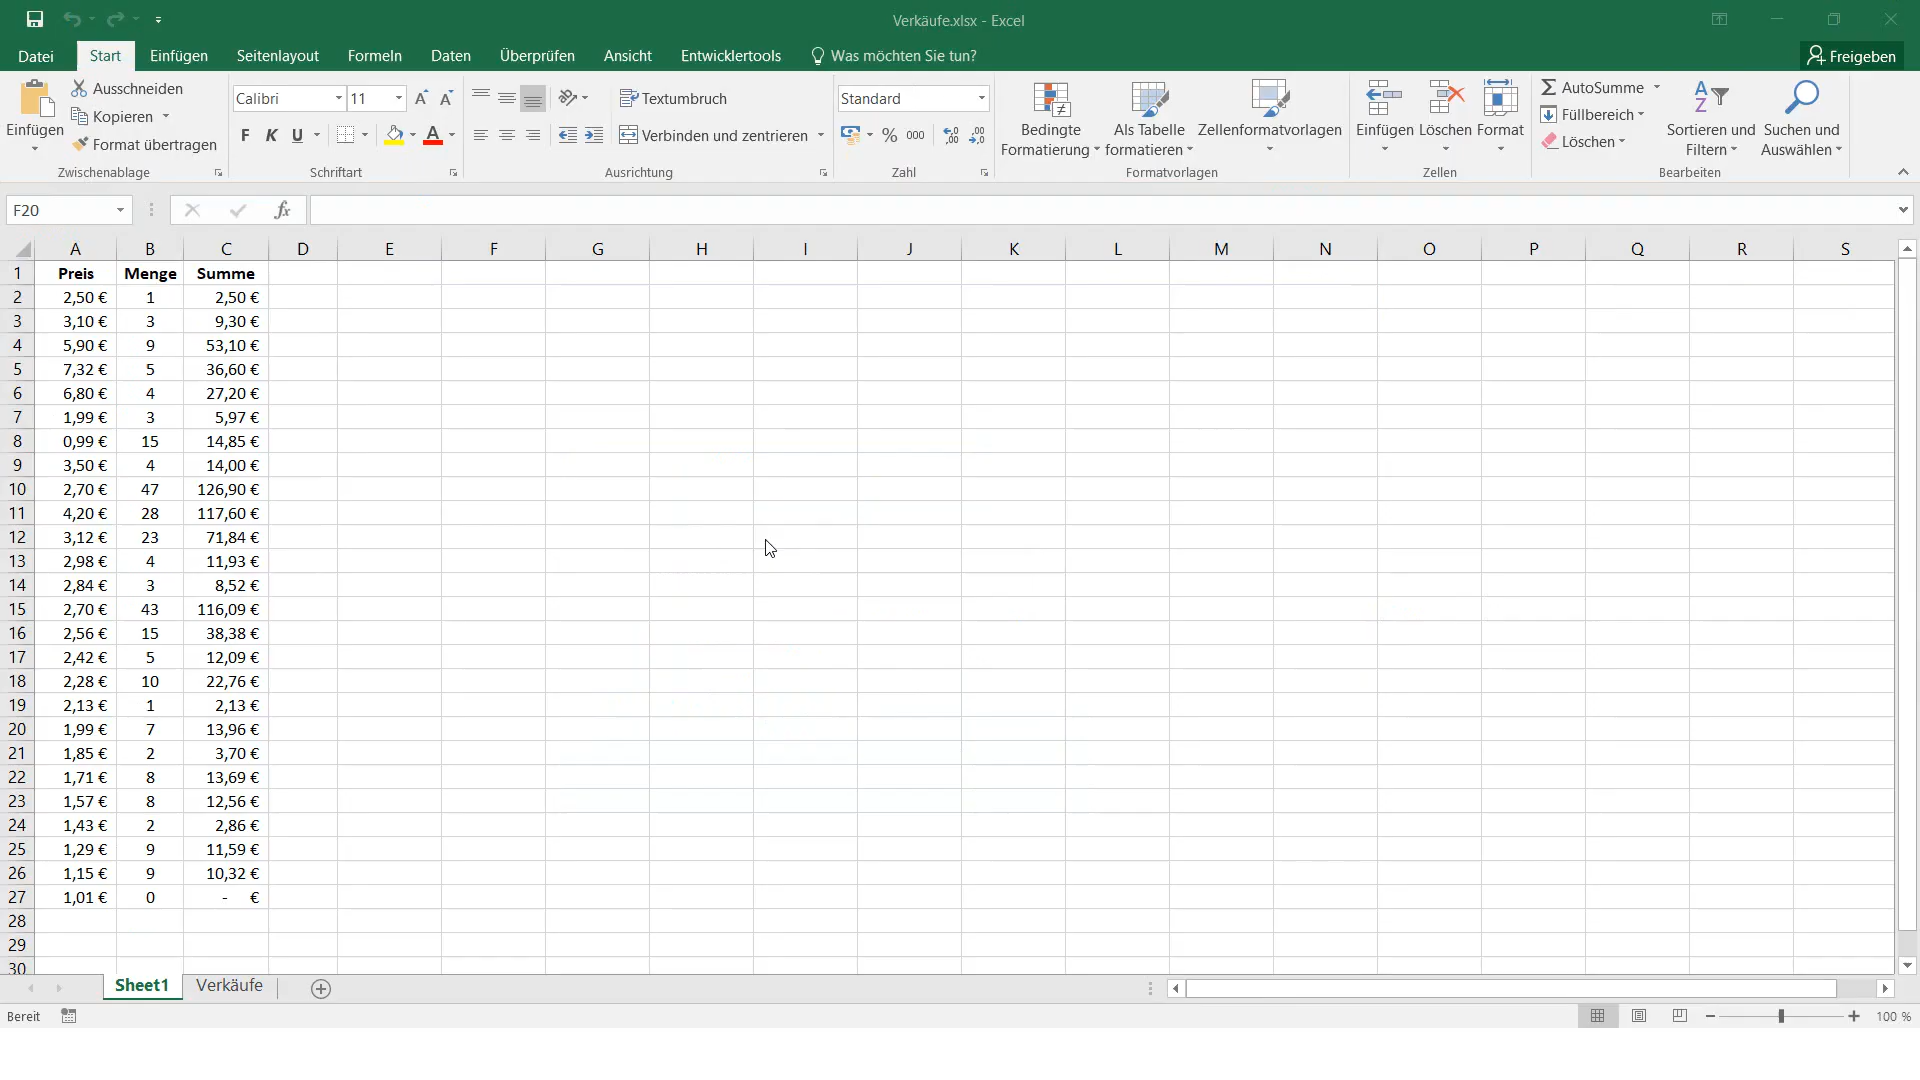 Verkäufe.xlsx - Excel
Datei Start Einfügen Seitenlayout Formeln Daten Überprüfen Ansicht Entwicklertools Was möchten Sie tun? Freigeben
Einfügen
Ausschneiden
Kopieren
Format übertragen
Zwischenablage
Calibri 11
F K U A
Schriftart
Textumbruch
Verbinden und zentrieren
Ausrichtung
Standard
% 000
Zahl
Bedingte Formatierung
Als Tabelle formatieren
Zellenformatvorlagen
Formatvorlagen
Einfügen Löschen Format
Zellen
AutoSumme
Füllbereich
Löschen
Sortieren und Filtern
Suchen und Auswählen
Bearbeiten
F20 fx
A B C D E F G H I J K L M N O P Q R S
1 Preis Menge Summe
2 2,50 € 1 2,50 €
3 3,10 € 3 9,30 €
4 5,90 € 9 53,10 €
5 7,32 € 5 36,60 €
6 6,80 € 4 27,20 €
7 1,99 € 3 5,97 €
8 0,99 € 15 14,85 €
9 3,50 € 4 14,00 €
10 2,70 € 47 126,90 €
11 4,20 € 28 117,60 €
12 3,12 € 23 71,84 €
13 2,98 € 4 11,93 €
14 2,84 € 3 8,52 €
15 2,70 € 43 116,09 €
16 2,56 € 15 38,38 €
17 2,42 € 5 12,09 €
18 2,28 € 10 22,76 €
19 2,13 € 1 2,13 €
20 1,99 € 7 13,96 €
21 1,85 € 2 3,70 €
22 1,71 € 8 13,69 €
23 1,57 € 8 12,56 €
24 1,43 € 2 2,86 €
25 1,29 € 9 11,59 €
26 1,15 € 9 10,32 €
27 1,01 € 0 - €
28
29
30
Sheet1 Verkäufe
Bereit 100 %